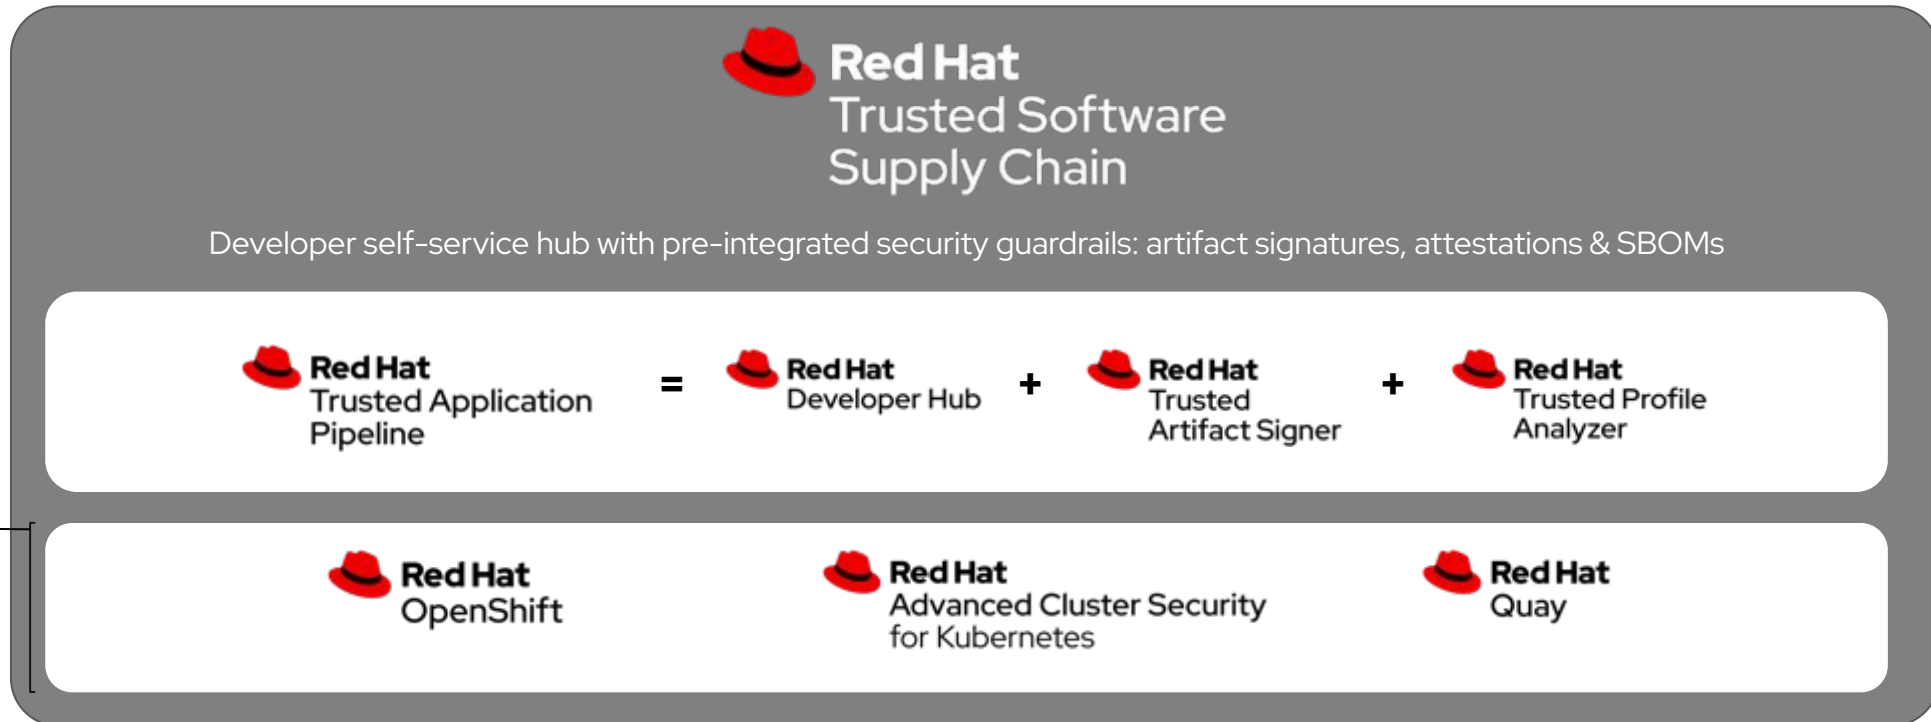 Red Hat
Trusted Software
Supply Chain
Developer self-service hub with pre-integrated security guardrails: artifact signatures, attestations & SBOMs
Red Hat
Trusted Application
Pipeline
=
Red Hat
Developer Hub
+
Red Hat
Trusted
Artifact Signer
+
Red Hat
Trusted Profile
Analyzer
Red Hat
OpenShift
Red Hat
Advanced Cluster Security
for Kubernetes
Red Hat
Quay